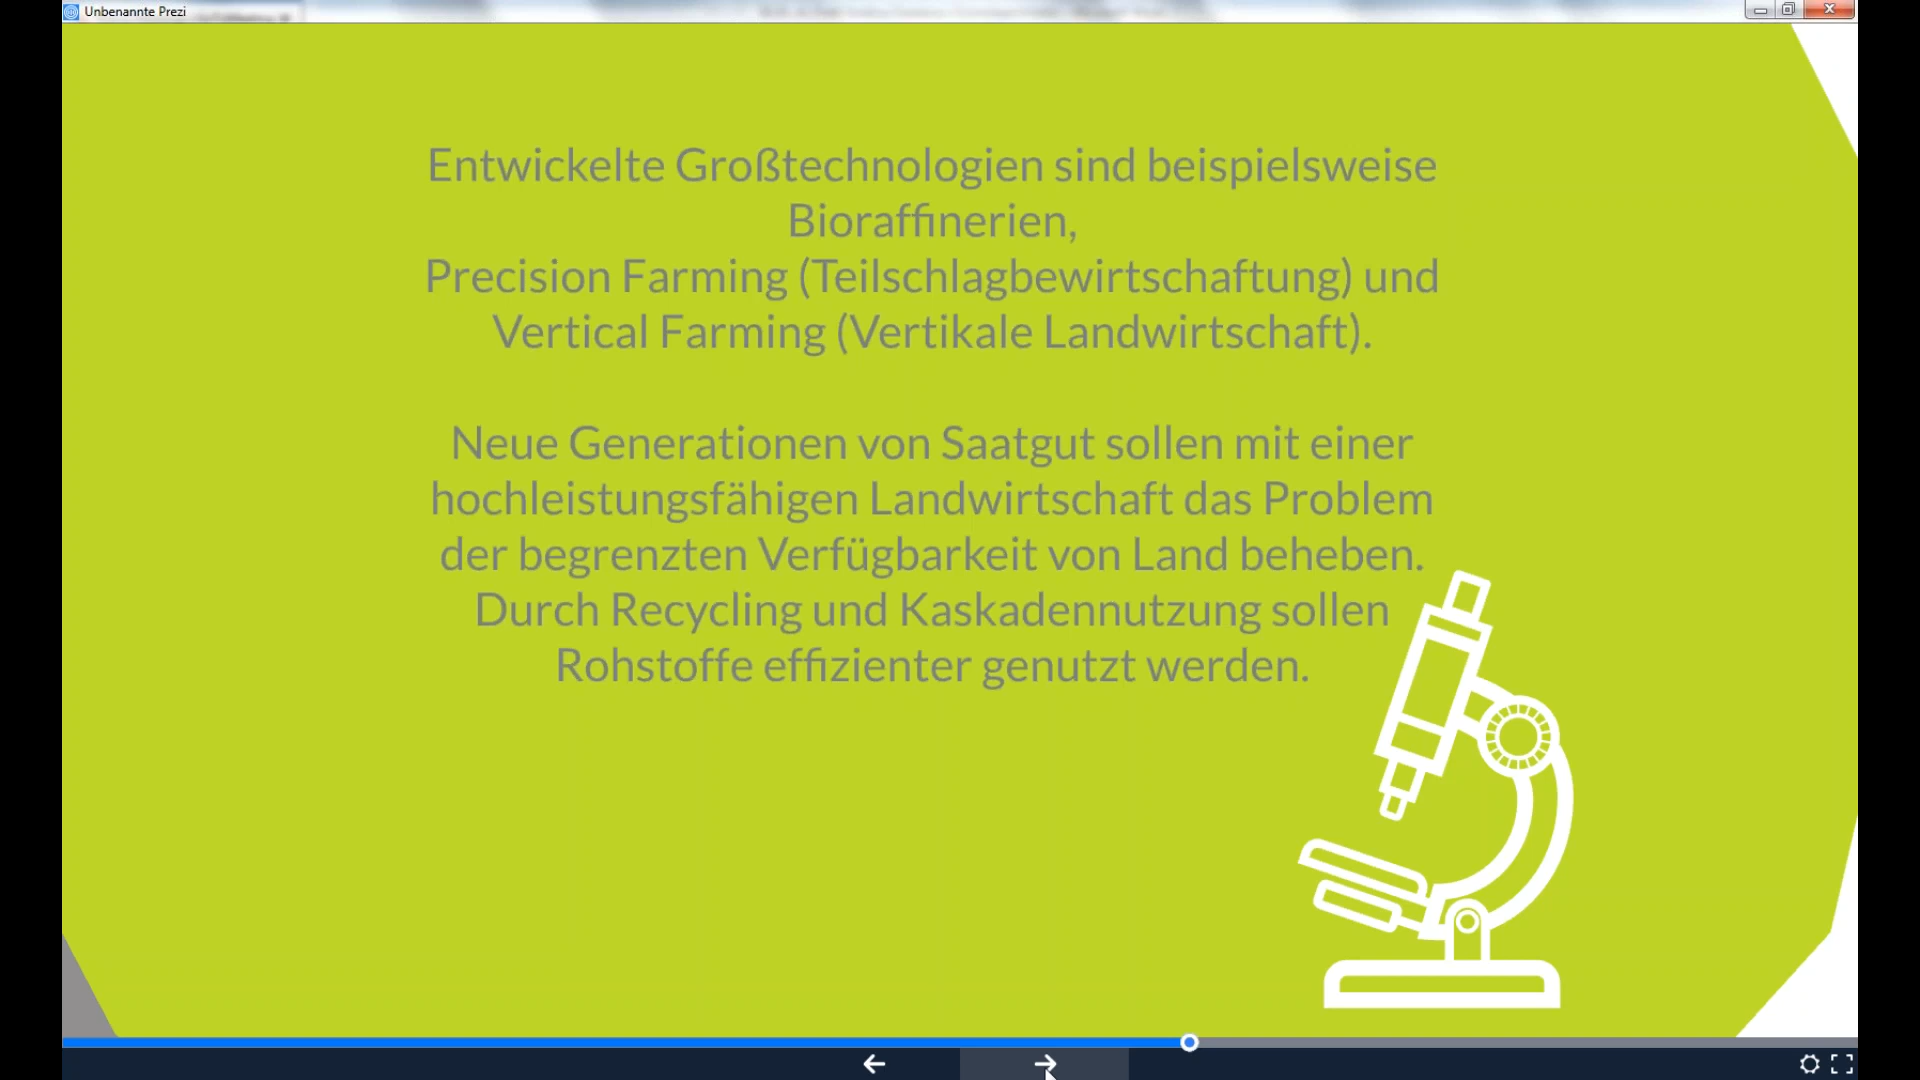 Unbenannte Prezi
Entwickelte Großtechnologien sind beispielsweise
Bioraffinerien,
Precision Farming (Teilschlagbewirtschaftung) und
Vertical Farming (Vertikale Landwirtschaft).
Neue Generationen von Saatgut sollen mit einer
hochleistungsfähigen Landwirtschaft das Problem
der begrenzten Verfügbarkeit von Land beheben.
Durch Recycling und Kaskadennutzung sollen
Rohstoffe effizienter genutzt werden.